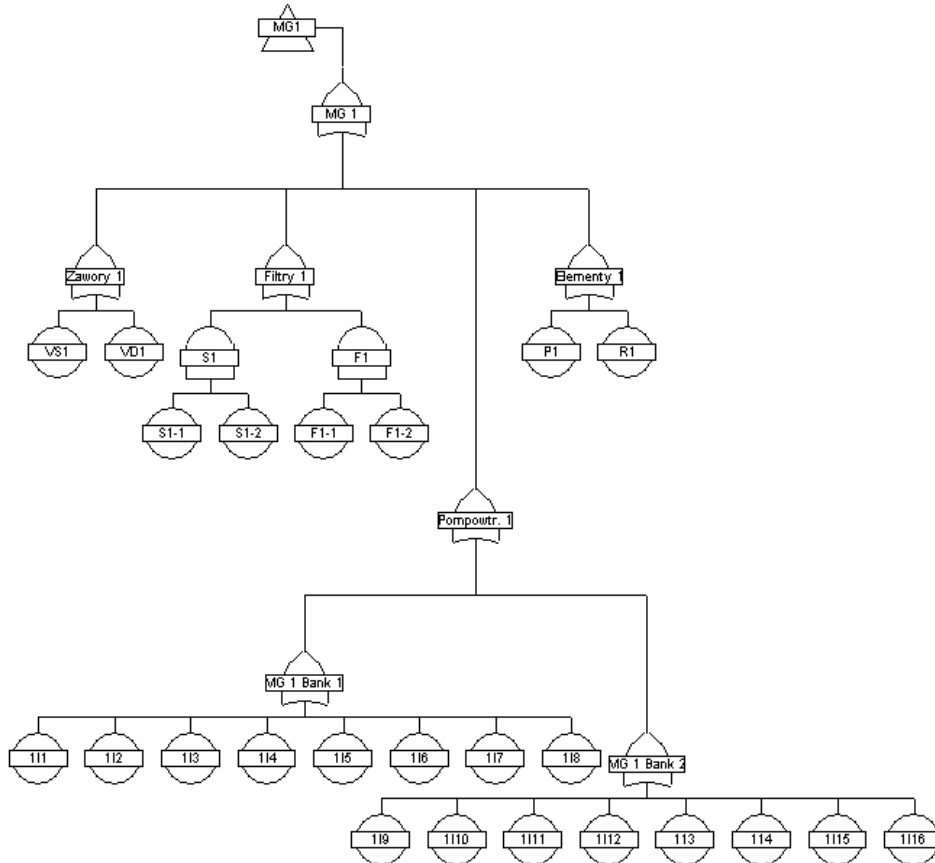 MG1
MG 1
Zawory 1
Filtry 1
Elementy 1
VS1
VD1
S1
F1
P1
R1
S1-1
S1-2
F1-1
F1-2
Pompowtr. 1
MG 1 Bank 1
1I1
1I2
1I3
1I4
1I5
1I6
1I7
1I8
MG 1 Bank 2
1I9
1I10
1I11
1I12
113
114
1I15
1I16